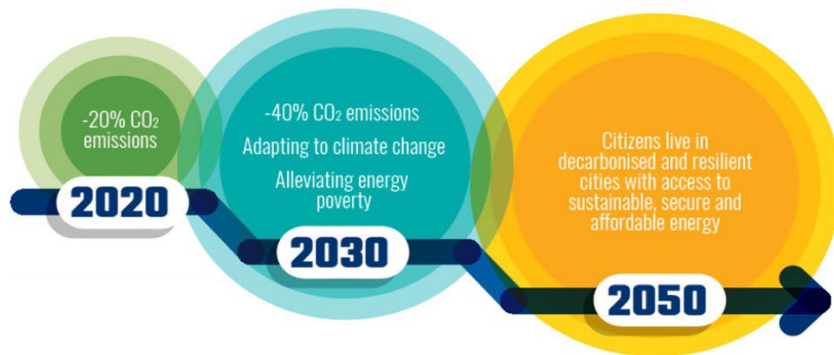 -20% CO₂
emissions
2020
-40% CO₂ emissions
Adapting to climate change
Alleviating energy
poverty
2030
Citizens live in
decarbonised and resilient
cities with access to
sustainable, secure and
affordable energy
2050